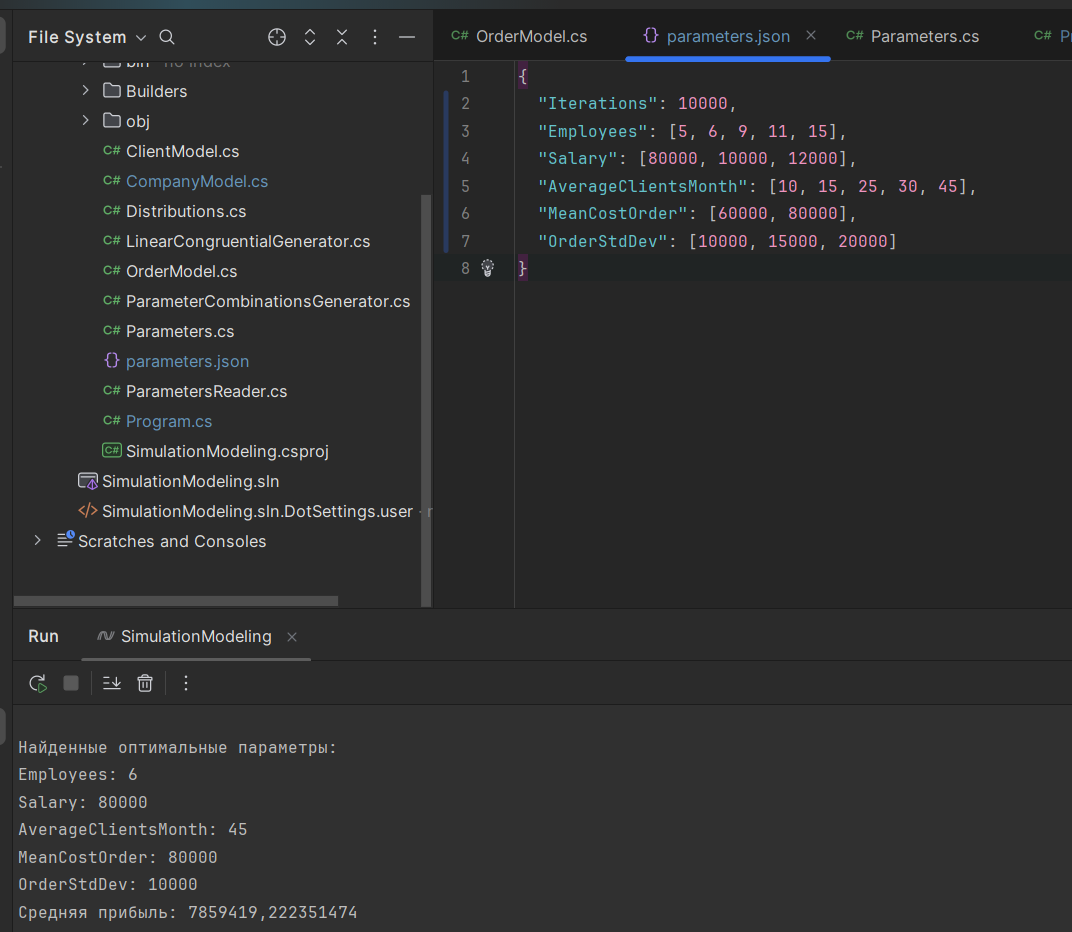 File System
OrderModel.cs
parameters.json
Parameters.cs
bin no index
Builders
obj
C# ClientModel.cs
C# CompanyModel.cs
C# Distributions.cs
C# LinearCongruentialGenerator.cs
C# OrderModel.cs
C# ParameterCombinationsGenerator.cs
C# Parameters.cs
{} parameters.json
C# ParametersReader.cs
C# Program.cs
C# SimulationModeling.csproj
SimulationModeling.sln
</> SimulationModeling.sln.DotSettings.user
Scratches and Consoles
1 {
2 "Iterations": 10000,
3 "Employees": [5, 6, 9, 11, 15],
4 "Salary": [80000, 10000, 12000],
5 "AverageClientsMonth": [10, 15, 25, 30, 45],
6 "MeanCostOrder": [60000, 80000],
7 "OrderStdDev": [10000, 15000, 20000]
8 }
Run SimulationModeling
Найденные оптимальные параметры:
Employees: 6
Salary: 80000
AverageClientsMonth: 45
MeanCostOrder: 80000
OrderStdDev: 10000
Средняя прибыль: 7859419,222351474